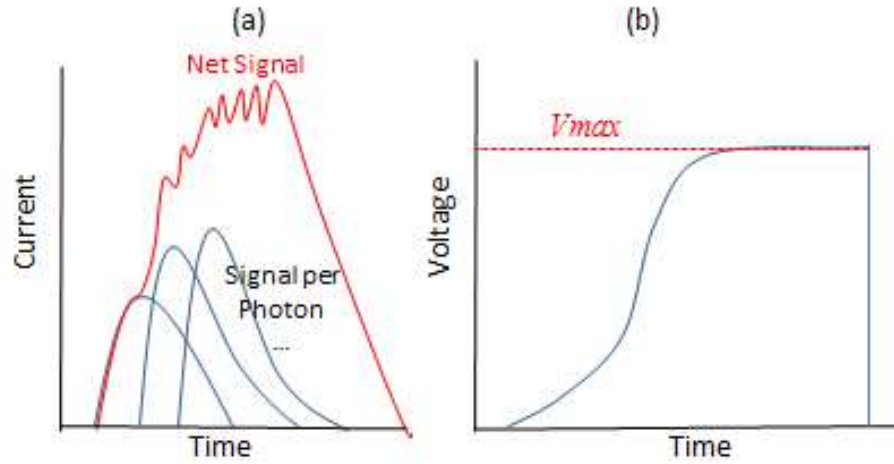 (a)
(b)
Net Signal
Vmax
Current
Voltage
Signal per
Photon
...
Time
Time